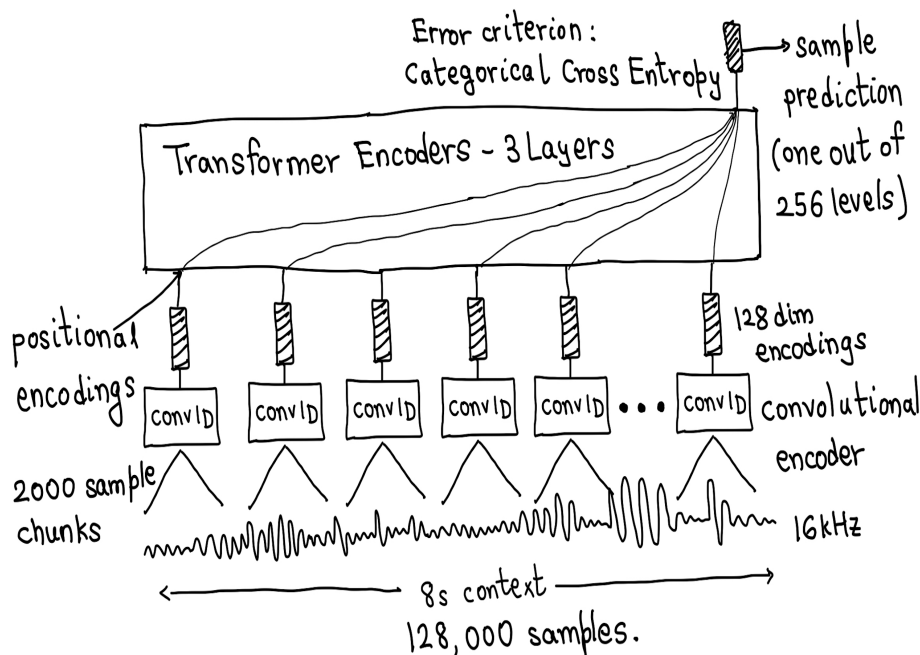 Error criterion:
Categorical Cross Entropy
sample
prediction
(one out of
256 levels)
Transformer Encoders - 3 Layers
positional
encodings
128 dim
encodings
Conv1D
Conv1D
Conv1D
Conv1D
Conv1D
Conv1D
convolutional
encoder
2000 sample
chunks
16kHz
8s context
128,000 samples.